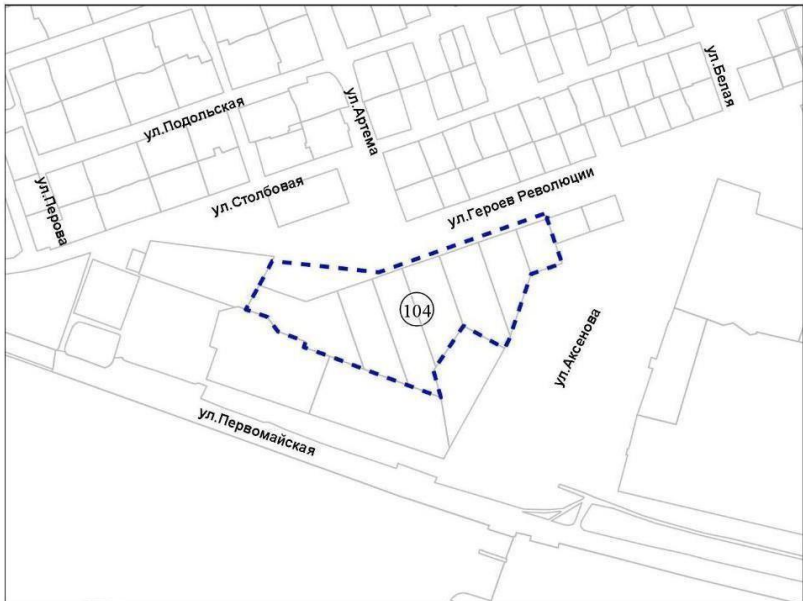 ул.Белая
ул.Подольская
ул.Артема
ул.Перова
ул.Столбовая
ул.Героев Революции
104
ул.Аксенова
ул.Первомайская